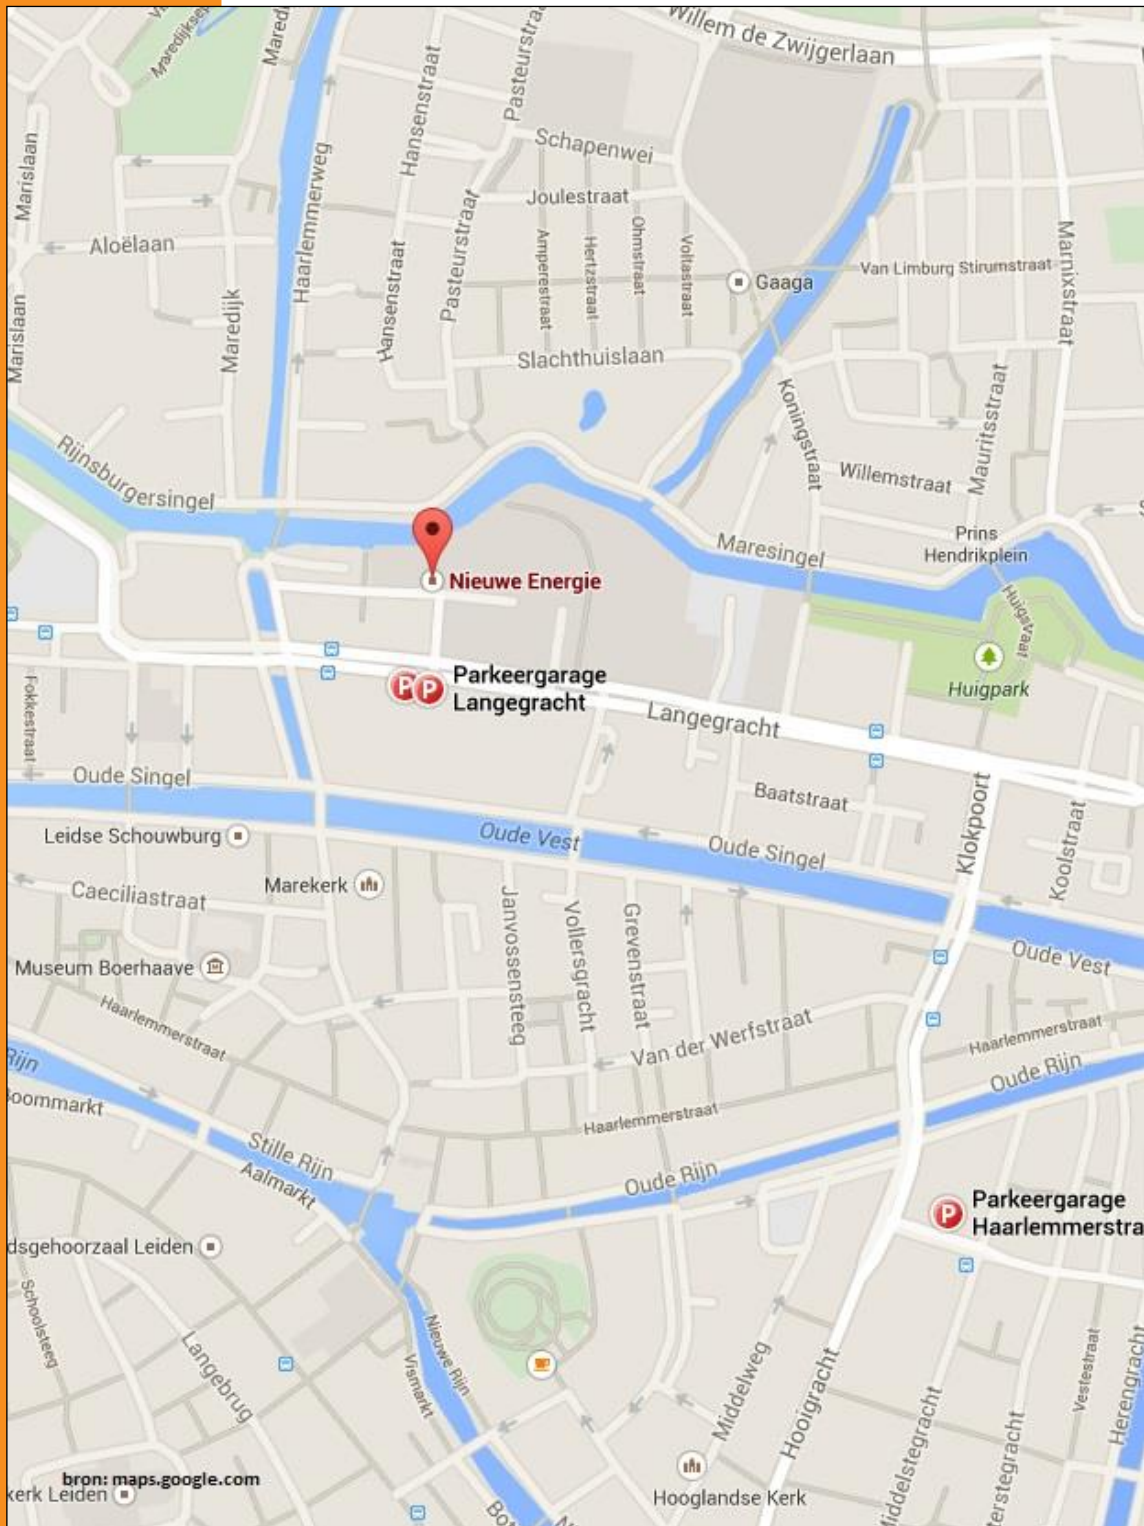 Willem de Zwijgerlaan
Pasteurstraat
Hansenstraat
Schapenwei
Marislaan
Haarlemmerweg
Joulestraat
Aloëlaan
Pasteurstraat
Hansenstraat
Amperestraat
Hertzstraat
Ohmstraat
Voltastraat
Gaaga
Van Limburg Stirumstraat
Marnixstraat
Marislaan
Maredijk
Slachthuislaan
Koningstraat
Mauritsstraat
Willemstraat
Rijnsburgersingel
Maresingel
Prins
Hendrikplein
Huigstraat
Nieuwe Energie
Huigpark
Fokkestraat
P
P
Parkeergarage
Langegracht
Langegracht
Oude Singel
Baatstraat
Klokpoort
Koolstraat
Leidse Schouwburg
Oude Vest
Oude Singel
Marekerk
Caeciliastraat
Janvossensteeg
Vollersgracht
Grevenstraat
Oude Vest
Museum Boerhaave
Haarlemmerstraat
Van der Werfstraat
Haarlemmerstraat
Rijn
Oude Rijn
Haarlemmerstraat
Stille Rijn
Aalmarkt
Oude Rijn
P
Parkeergarage
Haarlemmerstra
dsgehoorzaal Leiden
Schoolsteeg
Langebrug
Nieuwe Rijn
Vismarkt
Middelweg
Hooigracht
Vestestraat
Herengracht
Middelstegracht
terstegracht
Hooglandse Kerk
bron: maps.google.com
kerk Leiden